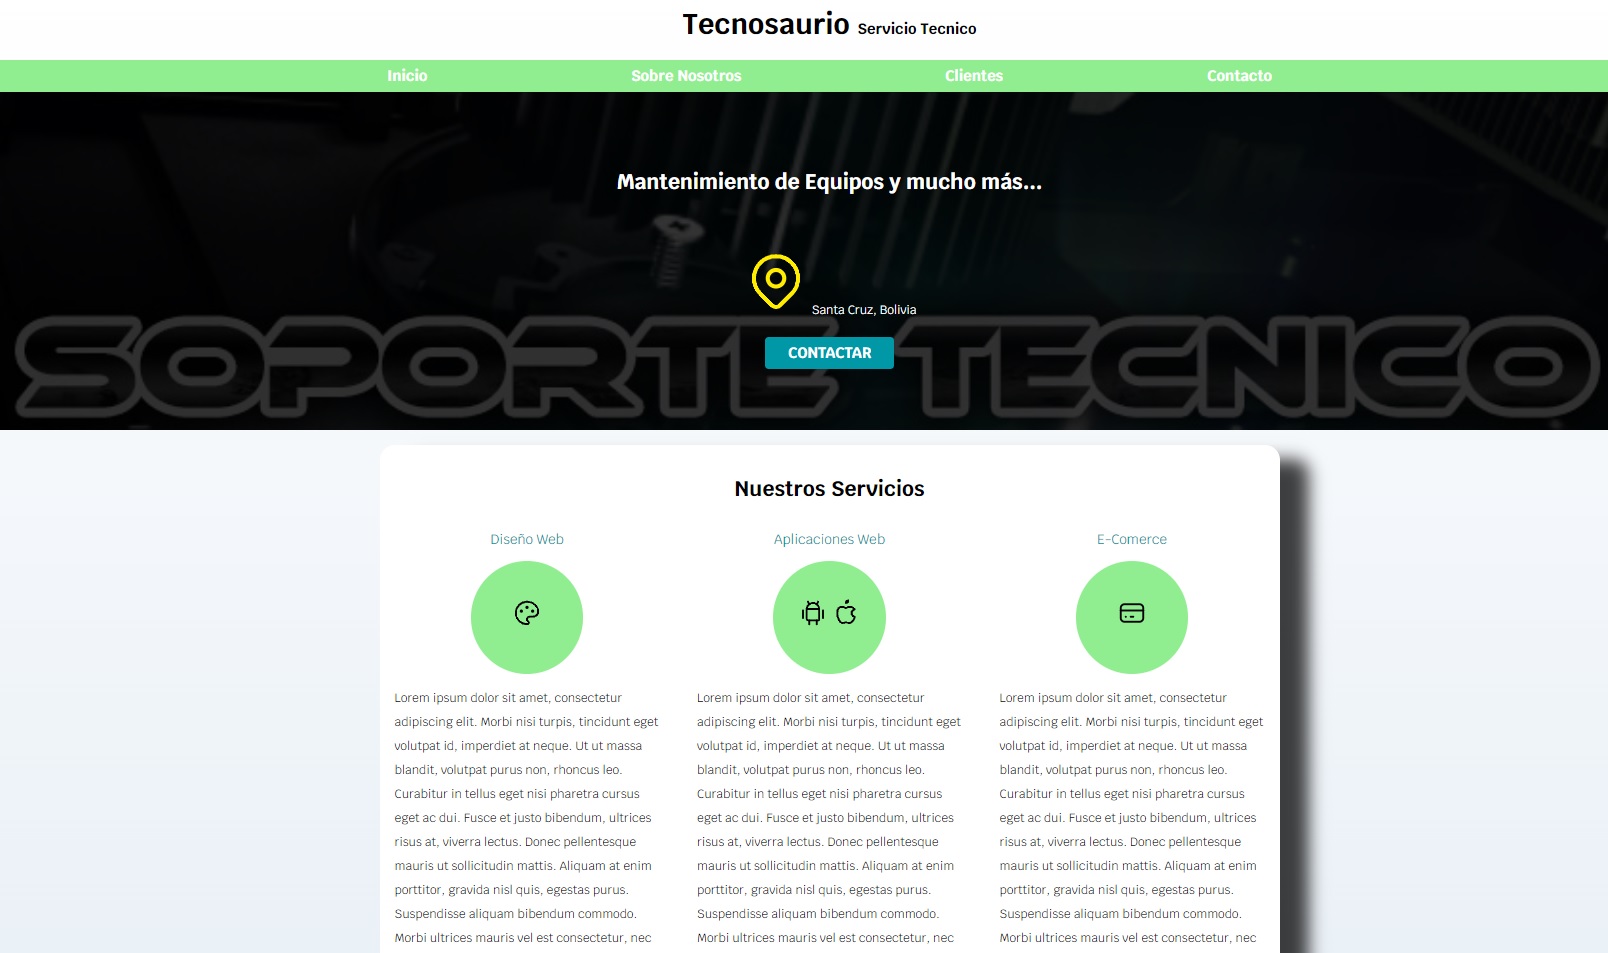 Tecnosaurio Servicio Tecnico
Inicio Sobre Nosotros Clientes Contacto
Mantenimiento de Equipos y mucho más...
Santa Cruz, Bolivia
SOPORTE TECNICO
CONTACTAR
Nuestros Servicios
Diseño Web
Lorem ipsum dolor sit amet, consectetur
adipiscing elit. Morbi nisi turpis, tincidunt eget
volutpat id, imperdiet at neque. Ut ut massa
blandit, volutpat purus non, rhoncus leo.
Curabitur in tellus eget nisi pharetra cursus
eget ac dui. Fusce et justo bibendum, ultrices
risus at, viverra lectus. Donec pellentesque
mauris ut sollicitudin mattis. Aliquam at enim
porttitor, gravida nisl quis, egestas purus.
Suspendisse aliquam bibendum commodo.
Morbi ultrices mauris vel est consectetur, nec
Aplicaciones Web
Lorem ipsum dolor sit amet, consectetur
adipiscing elit. Morbi nisi turpis, tincidunt eget
volutpat id, imperdiet at neque. Ut ut massa
blandit, volutpat purus non, rhoncus leo.
Curabitur in tellus eget nisi pharetra cursus
eget ac dui. Fusce et justo bibendum, ultrices
risus at, viverra lectus. Donec pellentesque
mauris ut sollicitudin mattis. Aliquam at enim
porttitor, gravida nisl quis, egestas purus.
Suspendisse aliquam bibendum commodo.
Morbi ultrices mauris vel est consectetur, nec
E-Comerce
Lorem ipsum dolor sit amet, consectetur
adipiscing elit. Morbi nisi turpis, tincidunt eget
volutpat id, imperdiet at neque. Ut ut massa
blandit, volutpat purus non, rhoncus leo.
Curabitur in tellus eget nisi pharetra cursus
eget ac dui. Fusce et justo bibendum, ultrices
risus at, viverra lectus. Donec pellentesque
mauris ut sollicitudin mattis. Aliquam at enim
porttitor, gravida nisl quis, egestas purus.
Suspendisse aliquam bibendum commodo.
Morbi ultrices mauris vel est consectetur, nec